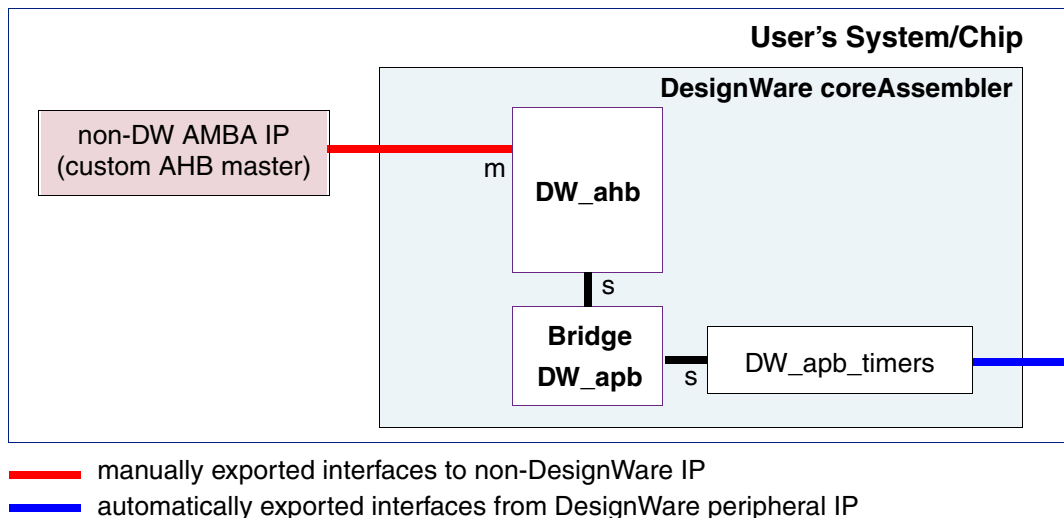 User's System/Chip
DesignWare coreAssembler
non-DW AMBA IP
(custom AHB master)
m
DW_ahb
s
Bridge
DW_apb
s
DW_apb_timers
manually exported interfaces to non-DesignWare IP
automatically exported interfaces from DesignWare peripheral IP